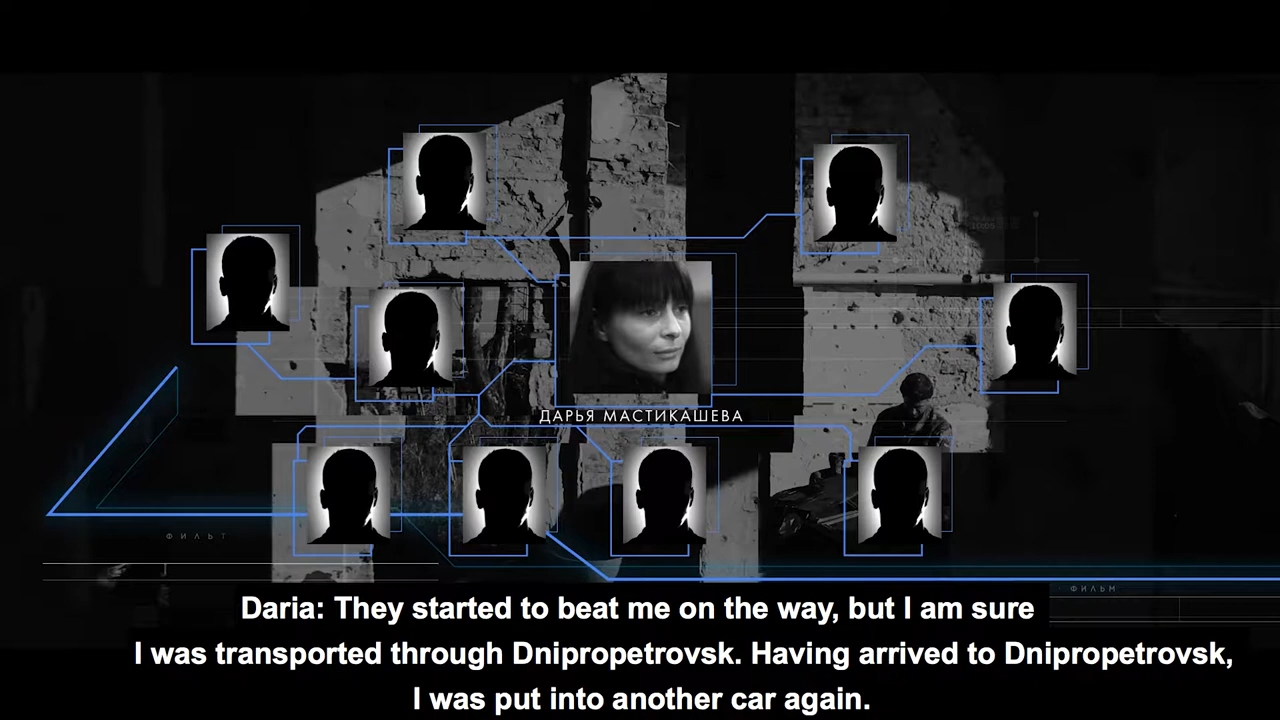 ДАРЬЯ МАСТИКАШЕВА
ФИЛЬТ
ФИЛЬМ
Daria: They started to beat me on the way, but I am sure
I was transported through Dnipropetrovsk. Having arrived to Dnipropetrovsk,
I was put into another car again.